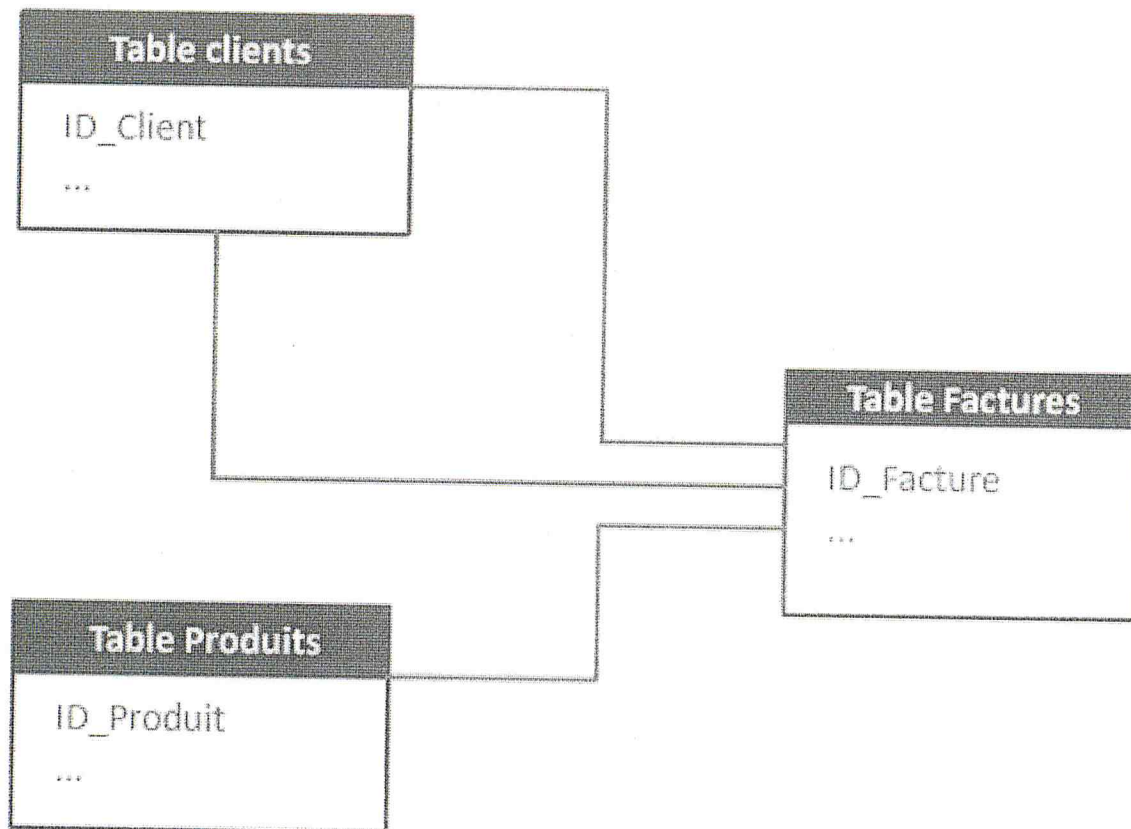 Table clients
ID_Client
...
Table Factures
ID_Facture
...
Table Produits
ID_Produit
...